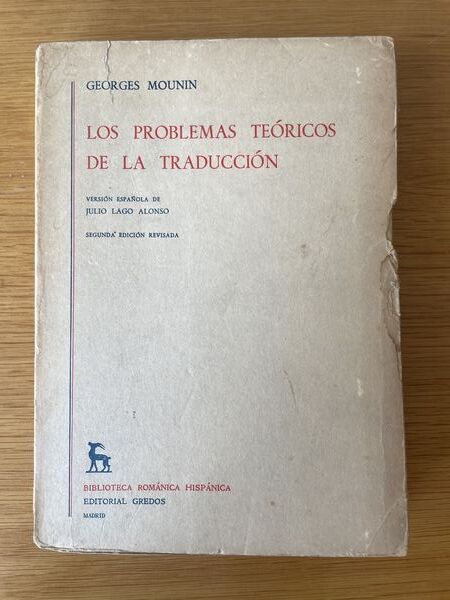 GEORGES MOUNIN
LOS PROBLEMAS TEÓRICOS
DE LA TRADUCCIÓN
VERSIÓN ESPAÑOLA DE
JULIO LAGO ALONSO
SEGUNDA EDICIÓN REVISADA
BIBLIOTECA ROMÁNICA HISPÁNICA
EDITORIAL GREDOS
MADRID